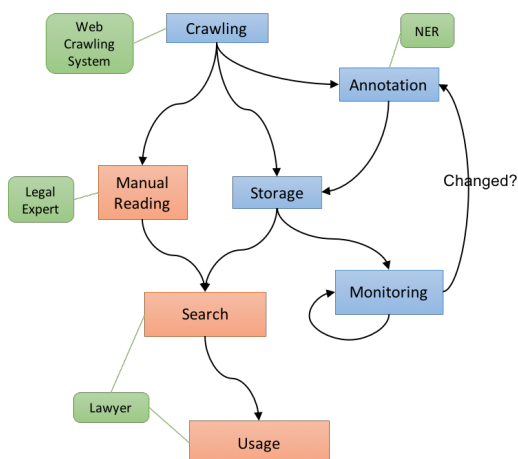 Web
Crawling
System
Crawling
NER
Annotation
Manual
Reading
Legal
Expert
Storage
Changed?
Monitoring
Search
Lawyer
Usage